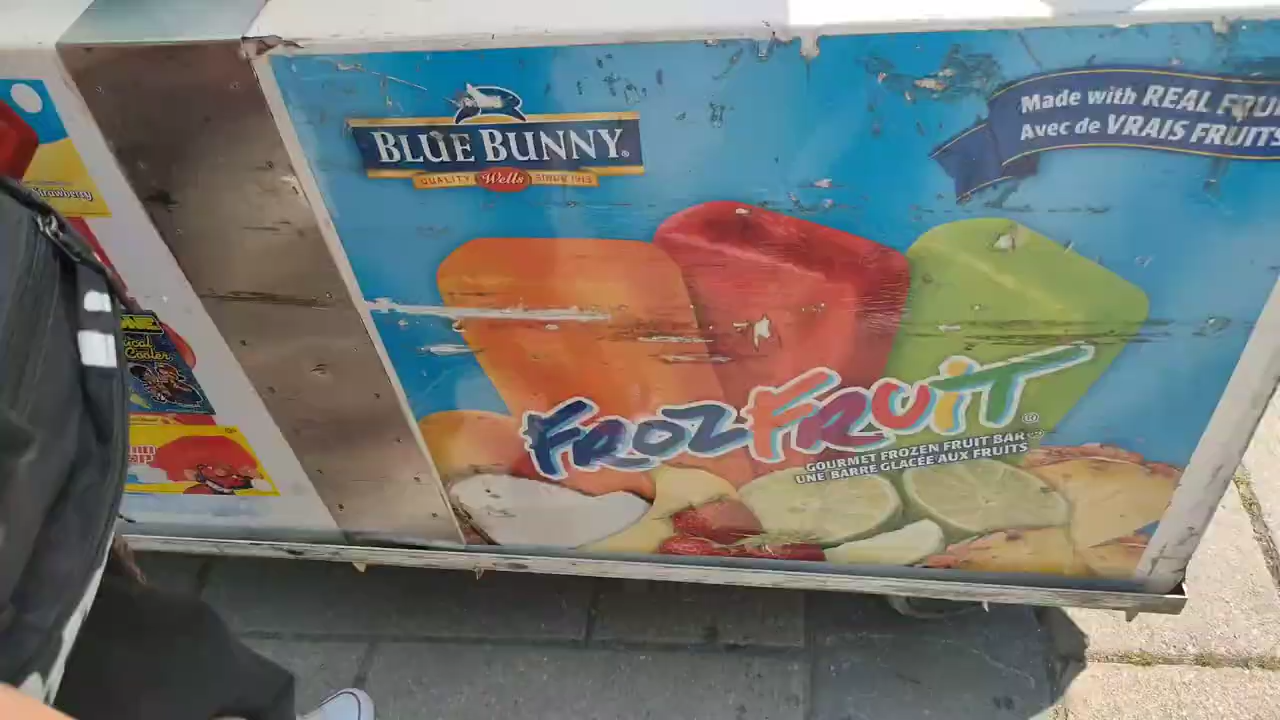 BLUE BUNNY®
QUALITY Wells SINCE 1913
Made with REAL FRU
Avec de VRAIS FRUITS
FROZFRUIT®
GOURMET FROZEN FRUIT BAR
UNE BARRE GLACÉE AUX FRUITS
Strawberry
Cooler